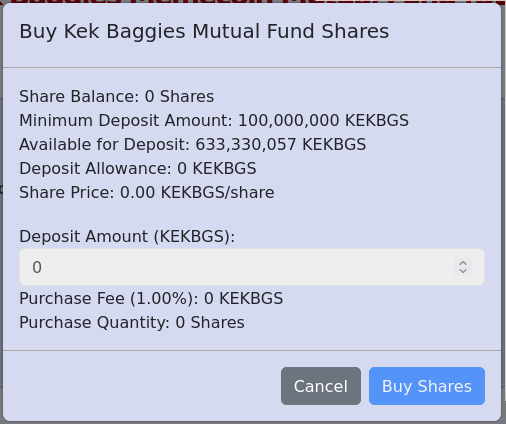 Buy Kek Baggies Mutual Fund Shares
Share Balance: 0 Shares
Minimum Deposit Amount: 100,000,000 KEKBGS
Available for Deposit: 633,330,057 KEKBGS
Deposit Allowance: 0 KEKBGS
Share Price: 0.00 KEKBGS/share
Deposit Amount (KEKBGS):
0
Purchase Fee (1.00%): 0 KEKBGS
Purchase Quantity: 0 Shares
Cancel Buy Shares